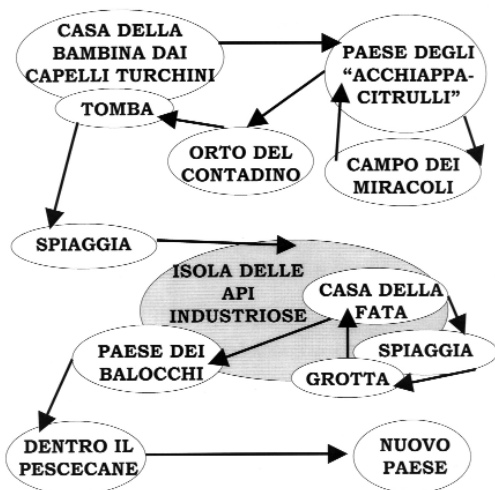 CASA DELLA
BAMBINA DAI
CAPELLI TURCHINI
TOMBA
PAESE DEGLI
“ACCHIAPPA-
CITRULLI”
ORTO DEL
CONTADINO
CAMPO DEI
MIRACOLI
SPIAGGIA
ISOLA DELLE
API
INDUSTRIOSE
CASA DELLA
FATA
SPIAGGIA
GROTTA
PAESE DEI
BALOCCHI
DENTRO IL
PESCECANE
NUOVO
PAESE